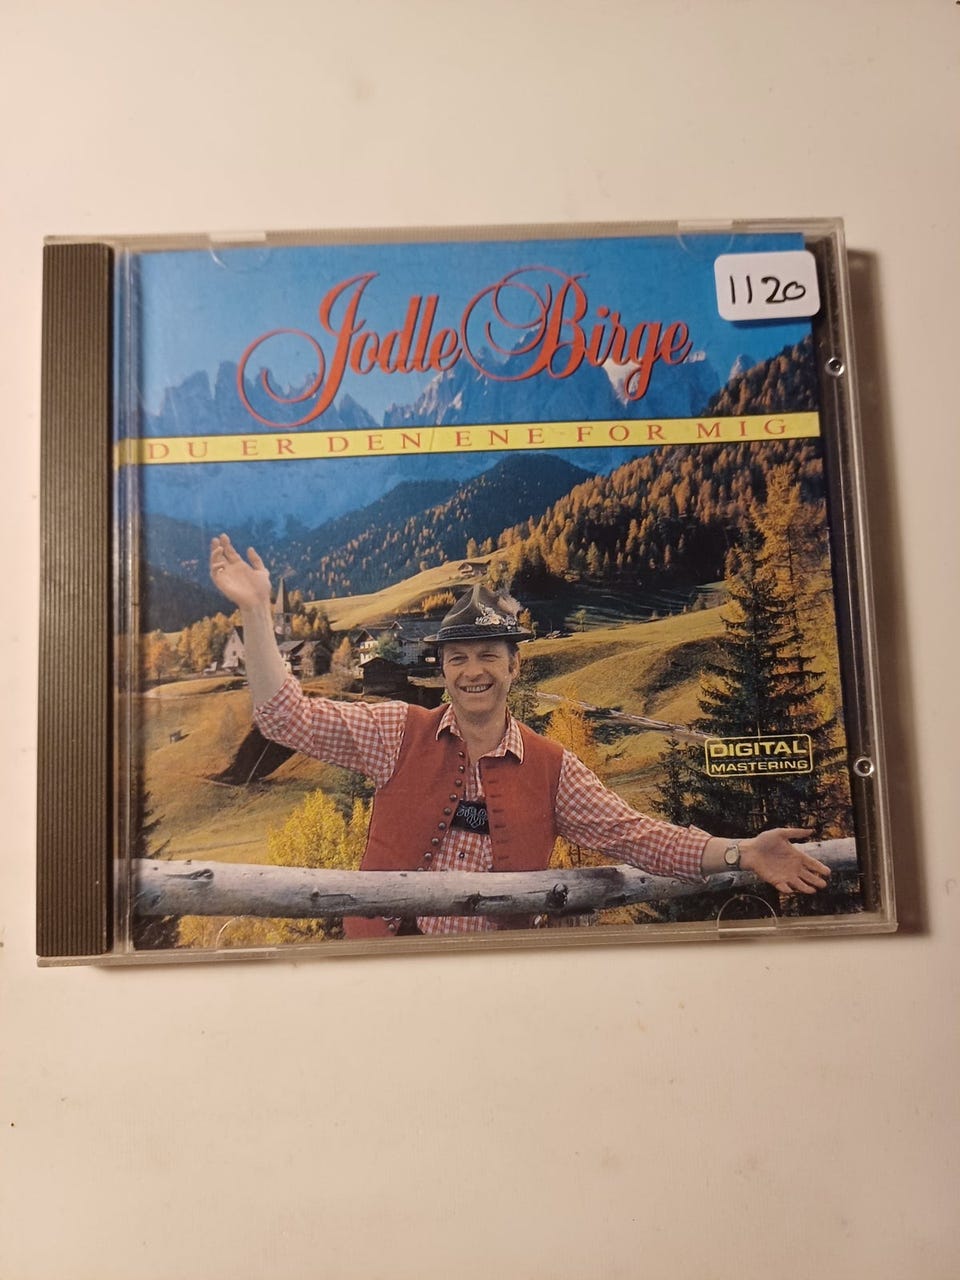 1120
Jodle Birge
DU ER DEN ENE FOR MIG
DIGITAL
MASTERING